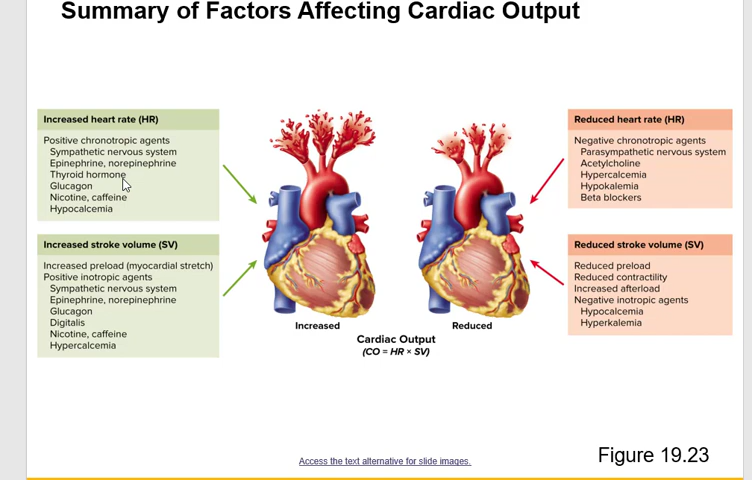 Summary of Factors Affecting Cardiac Output
Increased heart rate (HR)
Positive chronotropic agents
Sympathetic nervous system
Epinephrine, norepinephrine
Thyroid hormone
Glucagon
Nicotine, caffeine
Hypocalcemia
Increased stroke volume (SV)
Increased preload (myocardial stretch)
Positive inotropic agents
Sympathetic nervous system
Epinephrine, norepinephrine
Glucagon
Digitalis
Nicotine, caffeine
Hypercalcemia
Increased
Reduced
Cardiac Output
(CO = HR × SV)
Reduced heart rate (HR)
Negative chronotropic agents
Parasympathetic nervous system
Acetylcholine
Hypercalcemia
Hypokalemia
Beta blockers
Reduced stroke volume (SV)
Reduced preload
Reduced contractility
Increased afterload
Negative inotropic agents
Hypocalcemia
Hyperkalemia
Access the text alternative for slide images.
Figure 19.23